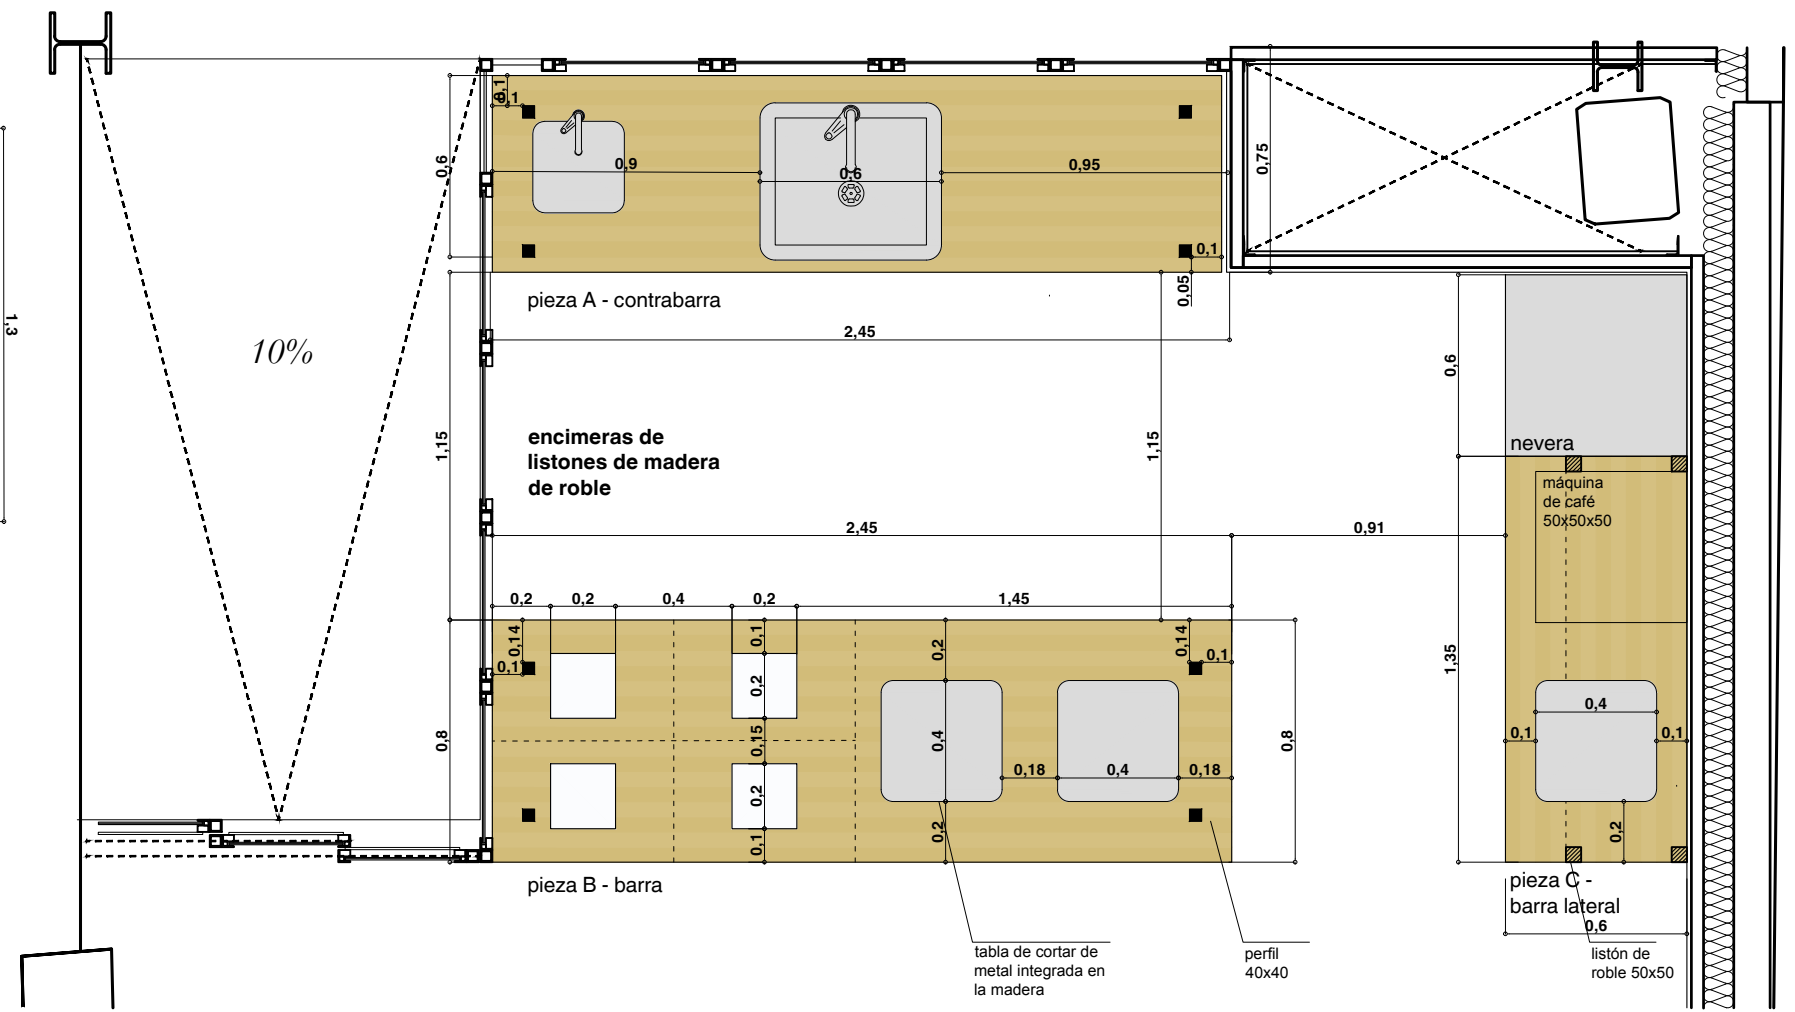 0,1
0,1
0,6
0,9
0,6
0,95
0,75
0,1
0,05
pieza A - contrabarra
2,45
1,3
10%
0,6
1,15
encimeras de
listones de madera
de roble
1,15
nevera
máquina
de café
50x50x50
2,45
0,91
0,2
0,2
0,4
0,2
1,45
0,14
0,1
0,1
0,2
0,14
0,1
1,35
0,2
0,4
0,8
0,15
0,4
0,8
0,1
0,1
0,18
0,4
0,18
0,2
0,1
0,2
0,2
pieza B - barra
pieza C -
barra lateral
0,6
tabla de cortar de
metal integrada en
la madera
perfil
40x40
listón de
roble 50x50